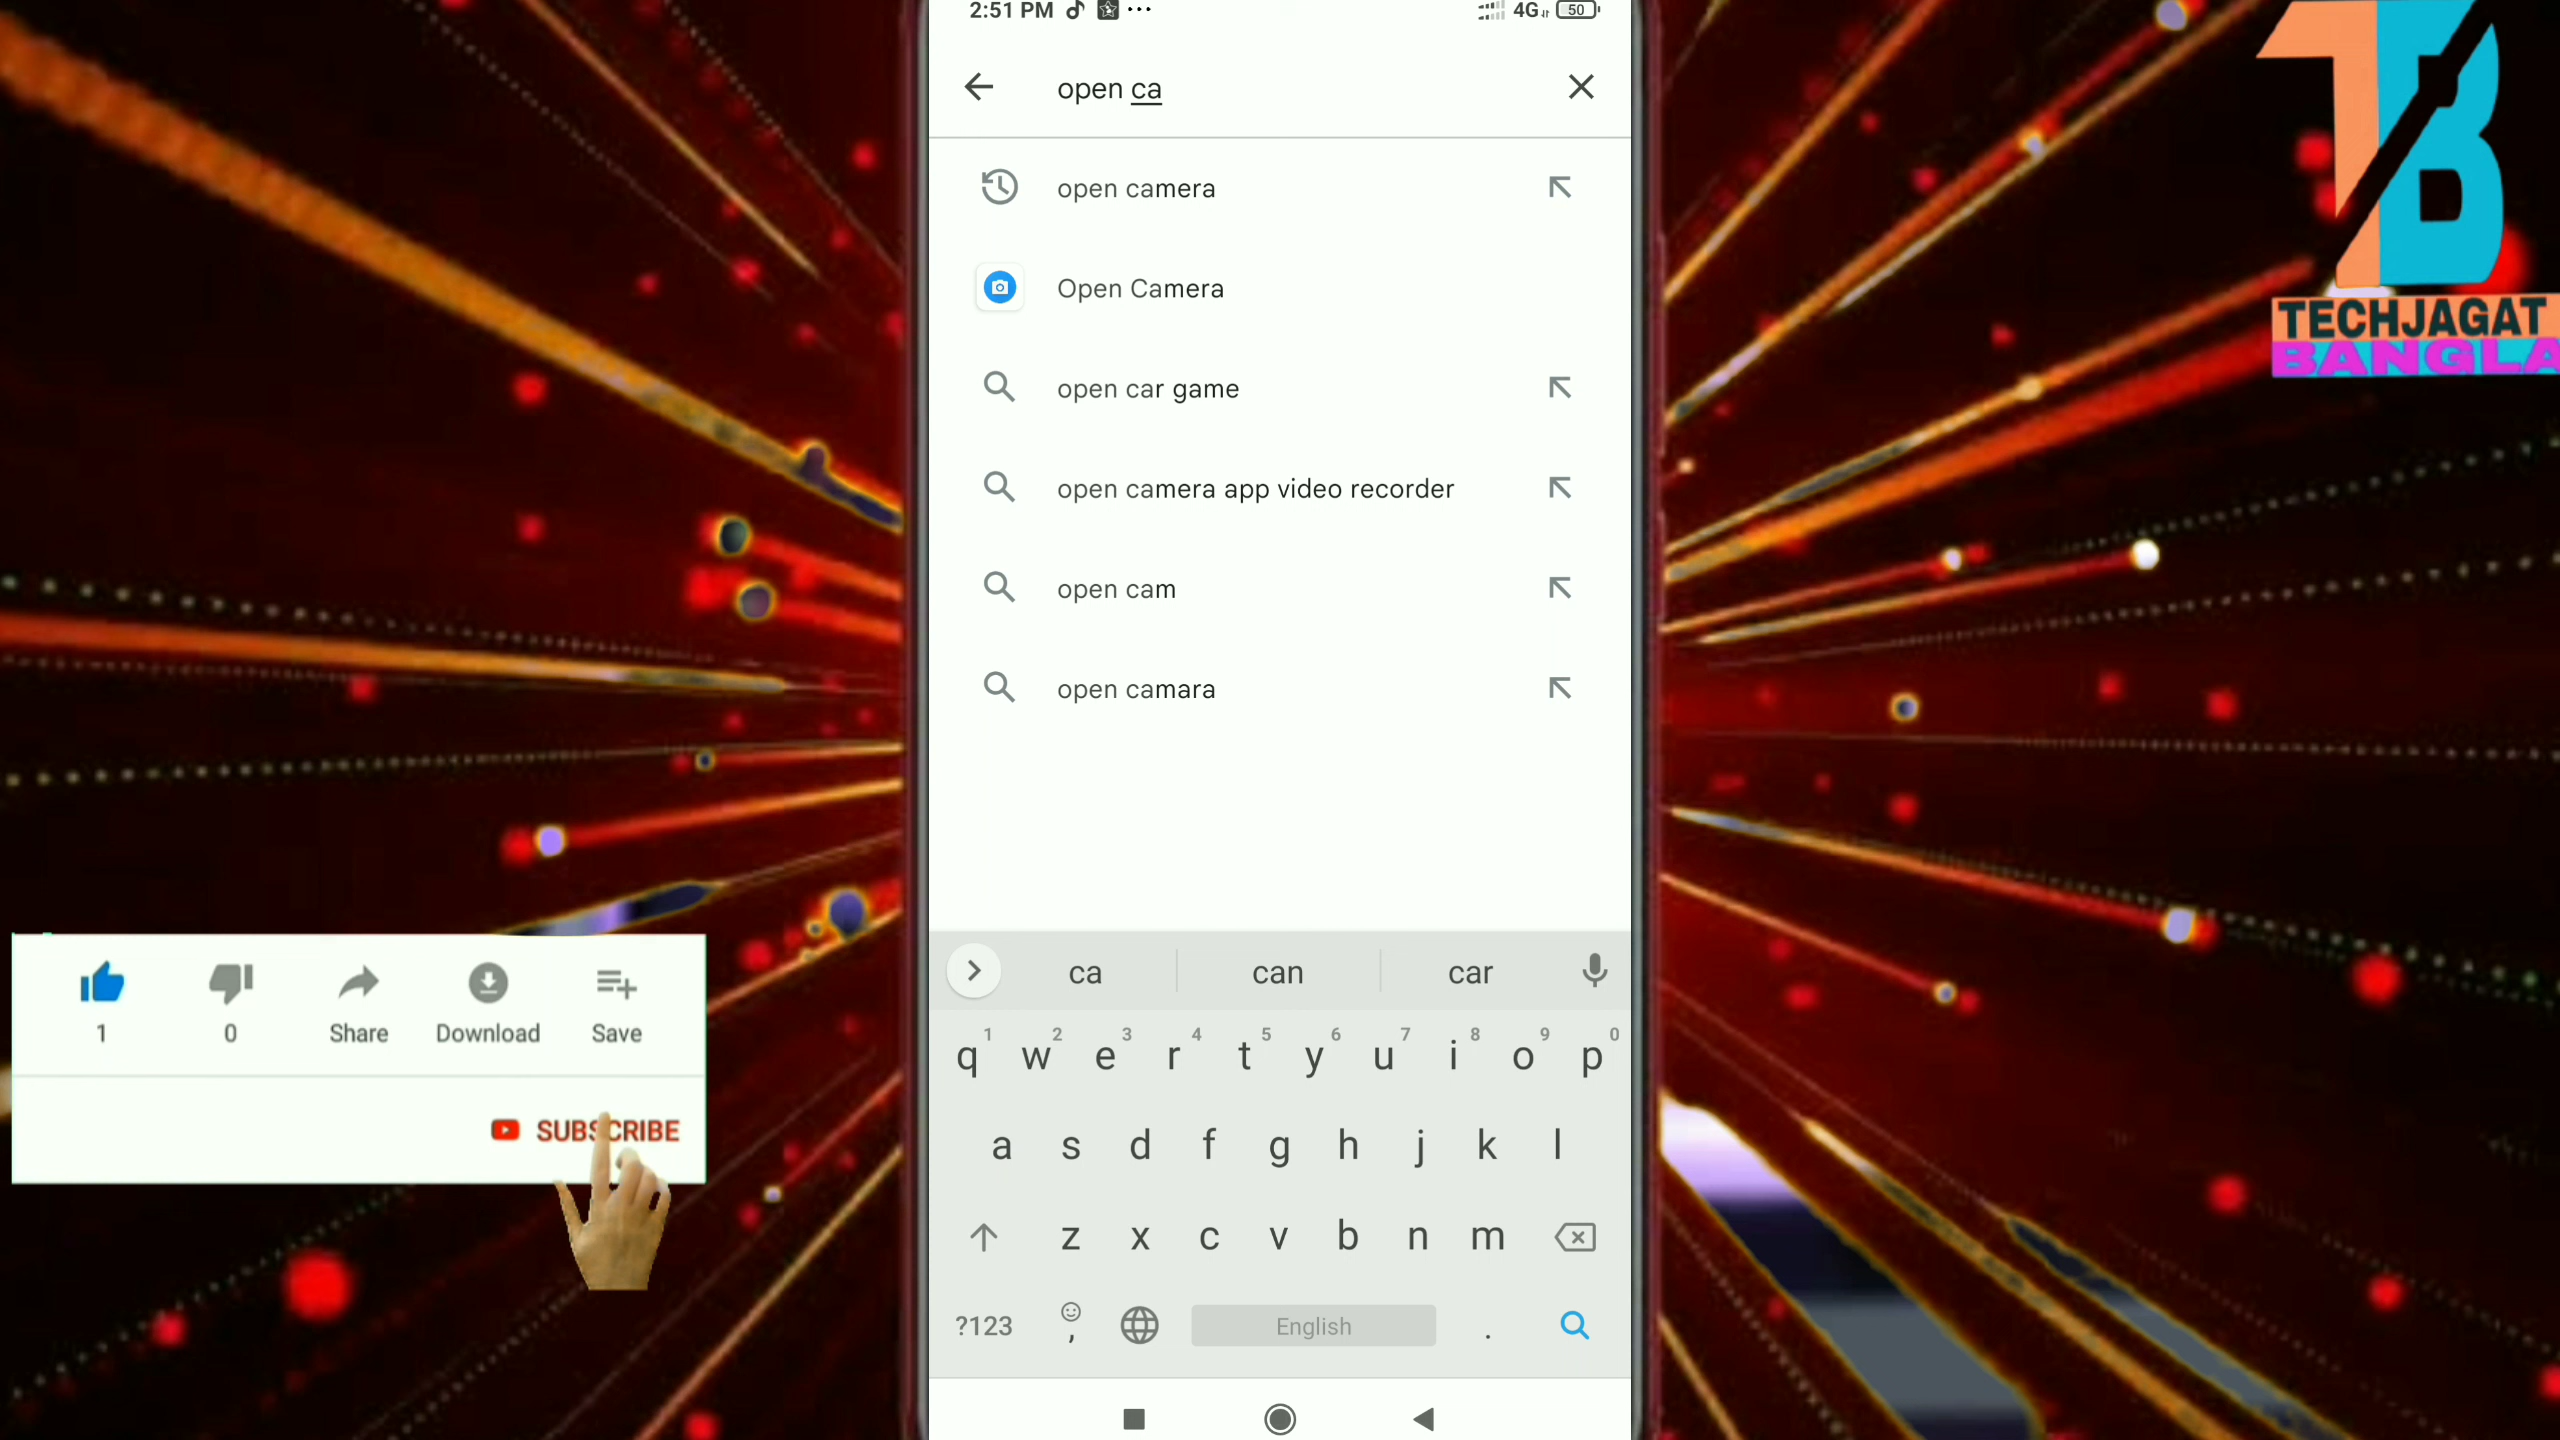 2:51 PM
4G
50
open ca
open camera
Open Camera
open car game
open camera app video recorder
open cam
open camara
ca can car
1 2 3 4 5 6 7 8 9 0
q w e r t y u i o p
a s d f g h j k l
z x c v b n m
?123 , English .
TB
TECHJAGAT
BANGLA
1 0 Share Download Save
SUBSCRIBE